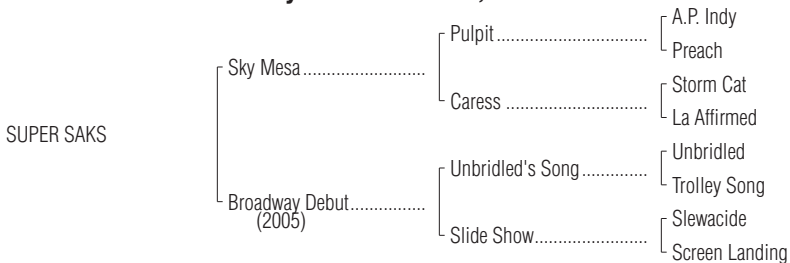 A.P. Indy
Pulpit
Preach
Sky Mesa
Storm Cat
Caress
La Affirmed
SUPER SAKS
Unbridled
Unbridled's Song
Trolley Song
Broadway Debut
(2005)
Slewacide
Slide Show
Screen Landing